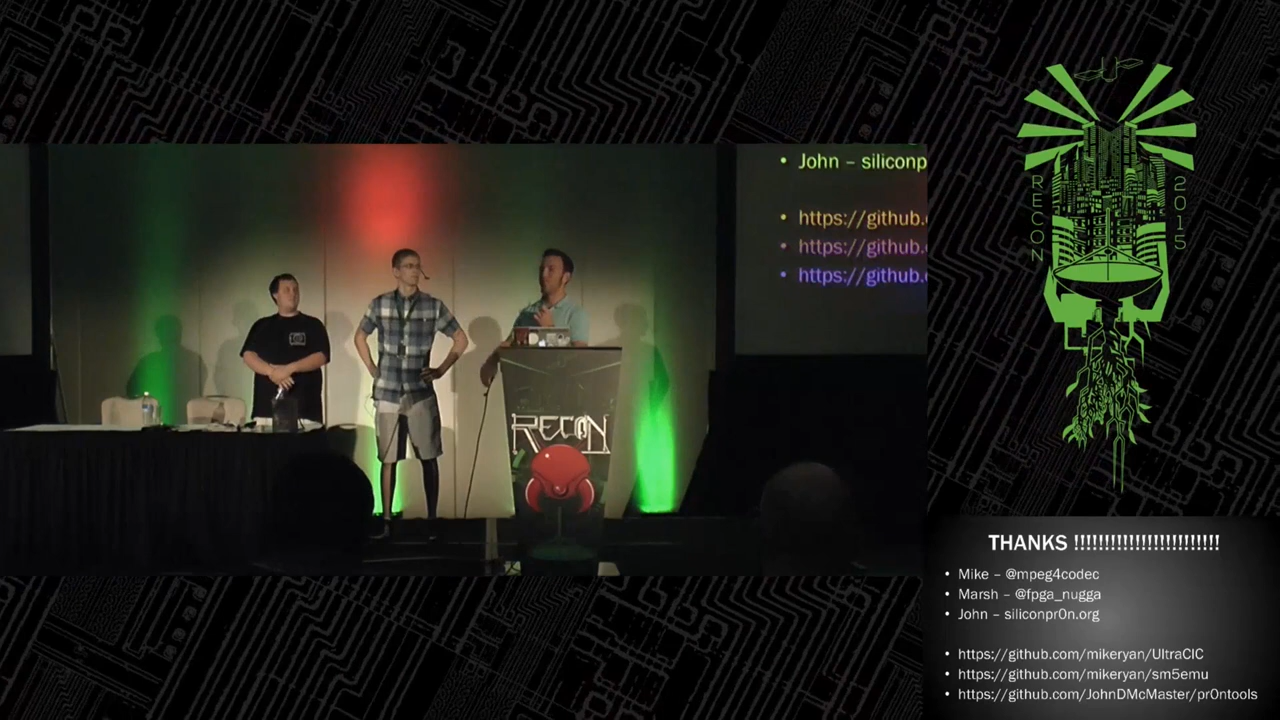 • John – siliconp
• https://github.
• https://github.
• https://github.
RECON
RECON
2015
THANKS !!!!!!!!!!!!!!!!!!!!!!!!!
• Mike – @mpeg4codec
• Marsh – @fpga_nugga
• John – siliconpr0n.org
• https://github.com/mikeryan/UltraCIC
• https://github.com/mikeryan/sm5emu
• https://github.com/JohnDMcMaster/pr0ntools